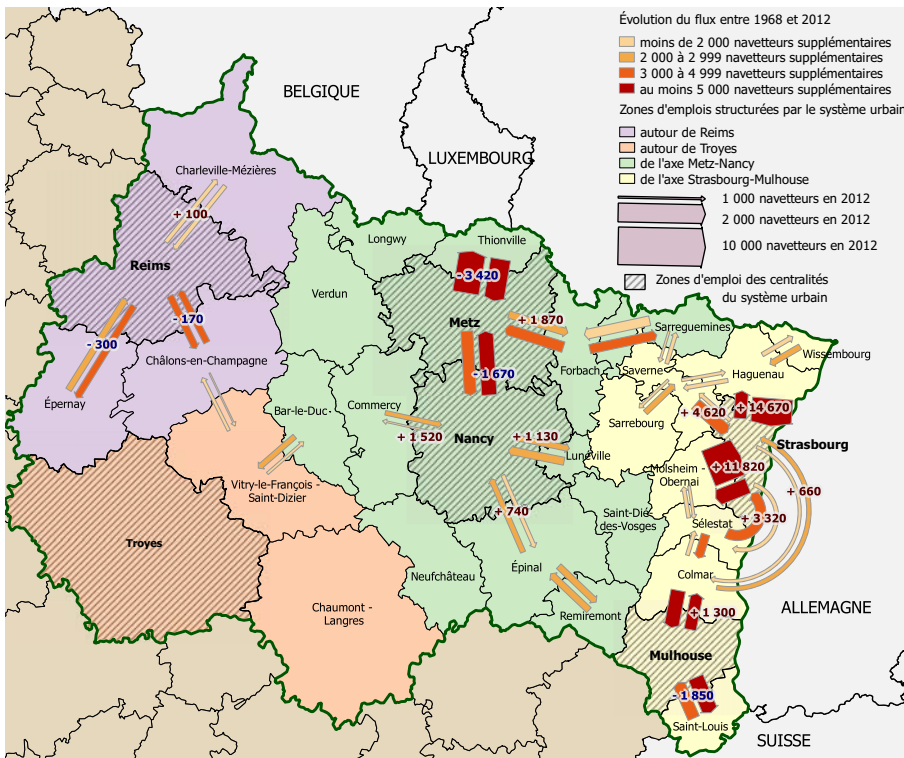 Évolution du flux entre 1968 et 2012
moins de 2 000 navetteurs supplémentaires
2 000 à 2 999 navetteurs supplémentaires
3 000 à 4 999 navetteurs supplémentaires
au moins 5 000 navetteurs supplémentaires
Zones d'emplois structurées par le système urbain
autour de Reims
autour de Troyes
de l'axe Metz-Nancy
de l'axe Strasbourg-Mulhouse
1 000 navetteurs en 2012
2 000 navetteurs en 2012
10 000 navetteurs en 2012
Zones d'emploi des centralités
du système urbain
BELGIQUE
LUXEMBOURG
Charleville-Mézières
+ 100
Longwy
Thionville
Reims
- 3 420
Verdun
Metz
+ 1 870
- 170
- 300
Sarreguemines
Wissembourg
Châlons-en-Champagne
Forbach
Saverne
Haguenau
- 1 670
Épernay
Bar-le-Duc
Commercy
+ 4 620
+ 14 670
Sarrebourg
+ 1 520
Nancy
+ 1 130
Strasbourg
Lunéville
+ 11 820
Molsheim -
Obernai
Vitry-le-François -
Saint-Dizier
+ 660
+ 740
Saint-Dié-
des-Vosges
Sélestat
+ 3 320
Troyes
Épinal
Neufchâteau
Colmar
Chaumont -
Langres
Remiremont
+ 1 300
ALLEMAGNE
Mulhouse
- 1 850
Saint-Louis
SUISSE